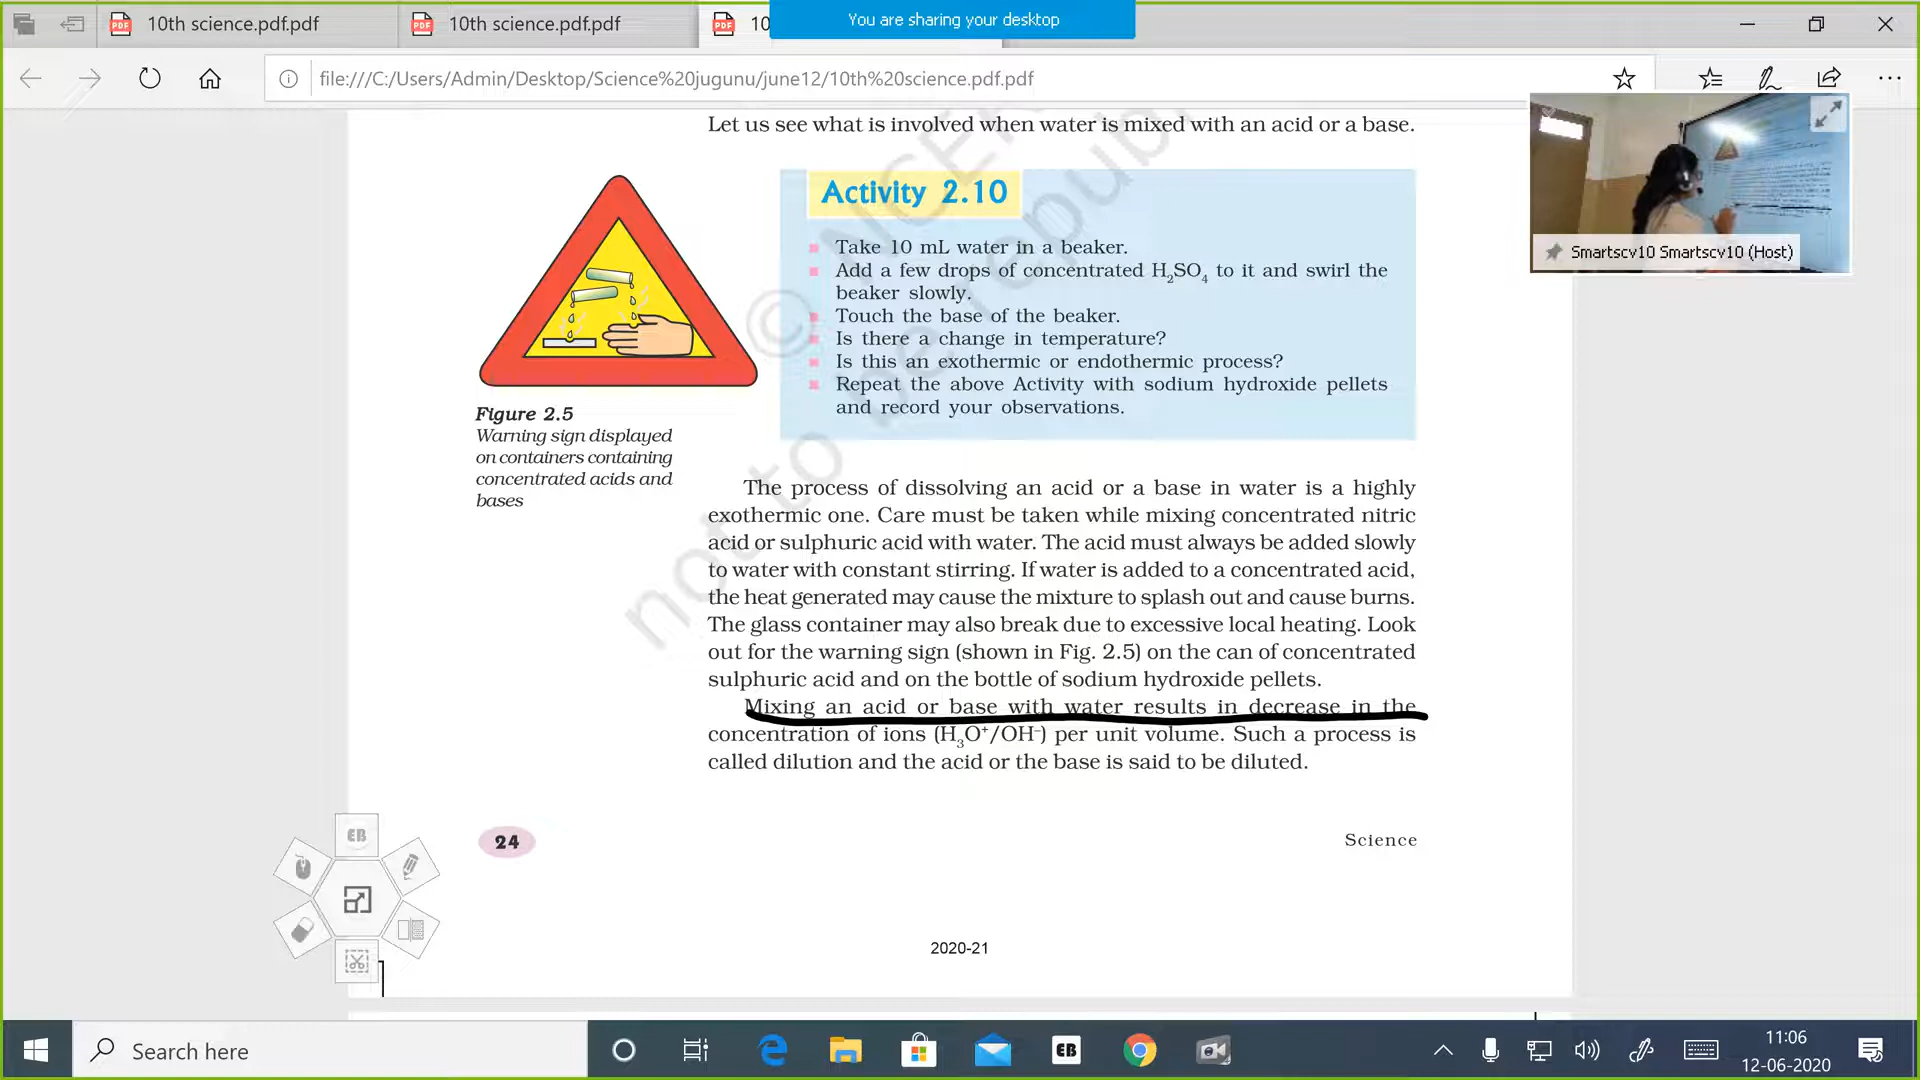 10th science.pdf.pdf
10th science.pdf.pdf
10
You are sharing your desktop
file:///C:/Users/Admin/Desktop/Science%20jugunu/june12/10th%20science.pdf.pdf
Let us see what is involved when water is mixed with an acid or a base.
Activity 2.10
Take 10 mL water in a beaker.
Add a few drops of concentrated H₂SO₄ to it and swirl the
beaker slowly.
Touch the base of the beaker.
Is there a change in temperature?
Is this an exothermic or endothermic process?
Repeat the above Activity with sodium hydroxide pellets
and record your observations.
Figure 2.5
Warning sign displayed
on containers containing
concentrated acids and
bases
The process of dissolving an acid or a base in water is a highly
exothermic one. Care must be taken while mixing concentrated nitric
acid or sulphuric acid with water. The acid must always be added slowly
to water with constant stirring. If water is added to a concentrated acid,
the heat generated may cause the mixture to splash out and cause burns.
The glass container may also break due to excessive local heating. Look
out for the warning sign (shown in Fig. 2.5) on the can of concentrated
sulphuric acid and on the bottle of sodium hydroxide pellets.
Mixing an acid or base with water results in decrease in the
concentration of ions (H₃O⁺/OH⁻) per unit volume. Such a process is
called dilution and the acid or the base is said to be diluted.
24
Science
2020-21
© NCER
not to be republ
Smartscv10 Smartscv10 (Host)
EB
Search here
EB
11:06
12-06-2020